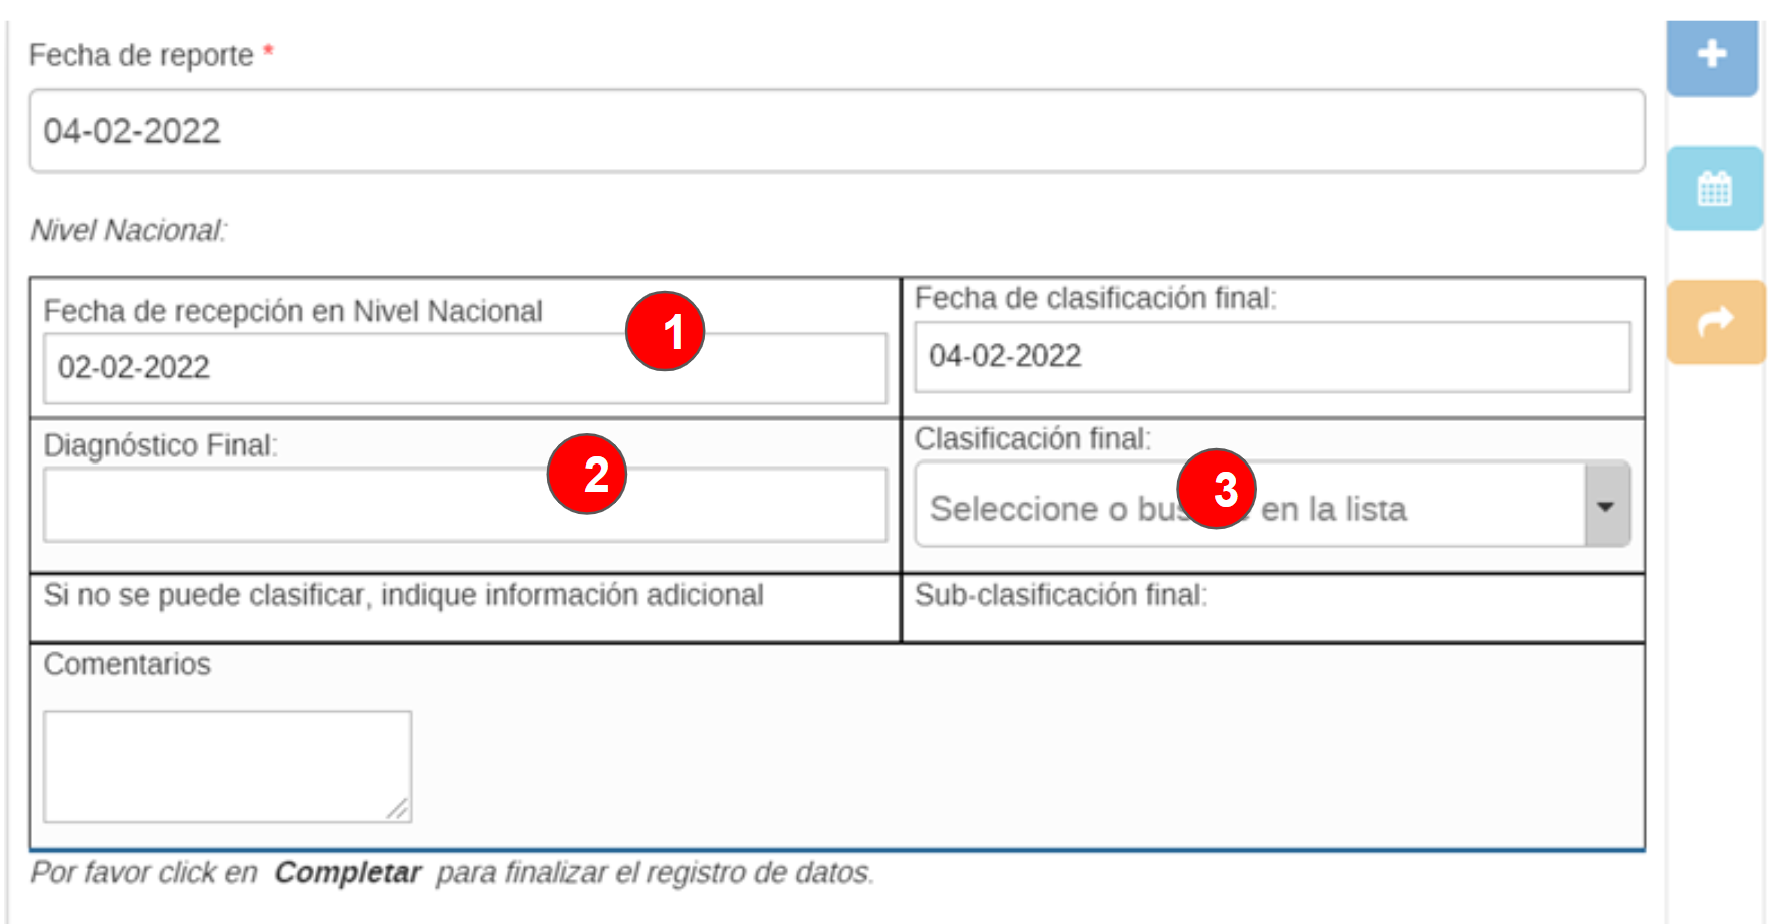 Fecha de reporte *
04-02-2022
Nivel Nacional:
Fecha de recepción en Nivel Nacional
1
02-02-2022
Fecha de clasificación final:
04-02-2022
Diagnóstico Final:
2
Clasificación final:
3
Seleccione o en la lista
Si no se puede clasificar, indique información adicional
Sub-clasificación final:
Comentarios
Por favor click en Completar para finalizar el registro de datos.